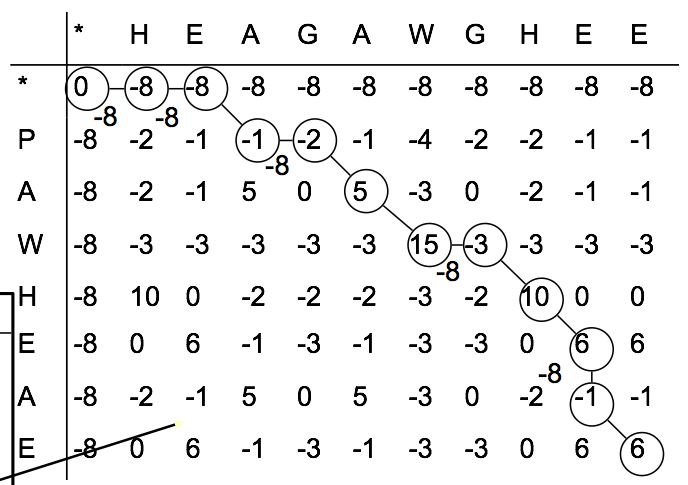 * H E A G A W G H E E
* 0 -8 -8 -8 -8 -8 -8 -8 -8 -8 -8
-8 -8
P -8 -2 -1 -1 -2 -1 -4 -2 -2 -1 -1
-8
A -8 -2 -1 5 0 5 -3 0 -2 -1 -1
W -8 -3 -3 -3 -3 -3 15 -3 -3 -3 -3
-8
H -8 10 0 -2 -2 -2 -3 -2 10 0 0
E -8 0 6 -1 -3 -1 -3 -3 0 6 6
-8
A -8 -2 -1 5 0 5 -3 0 -2 -1 -1
E -8 0 6 -1 -3 -1 -3 -3 0 6 6